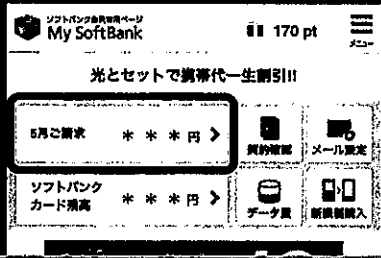 ソフトバンク会員専用ページ
My SoftBank
170 pt
メニュー
光とセットで携帯代一生割引!!
5月ご請求 ***円 >
契約確認
メール設定
ソフトバンク
カード残高 ***円 >
データ量
新機種購入